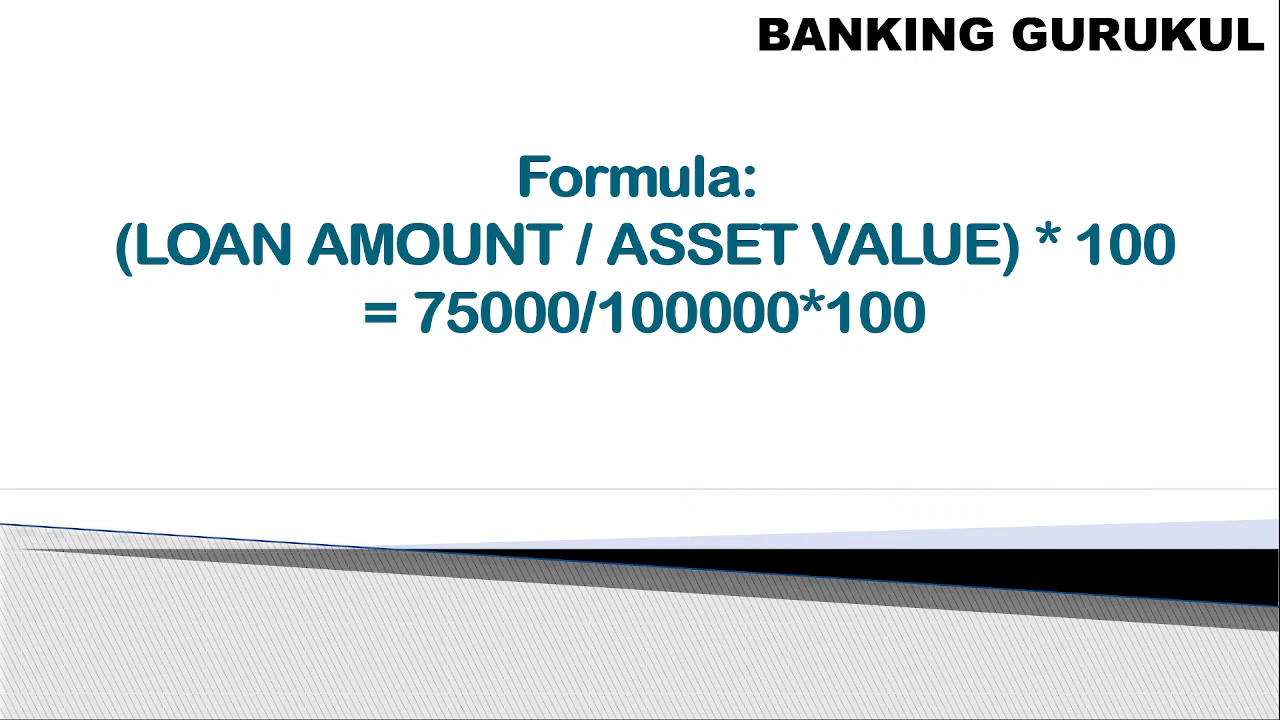 BANKING GURUKUL
Formula:
(LOAN AMOUNT / ASSET VALUE) * 100
= 75000/100000*100